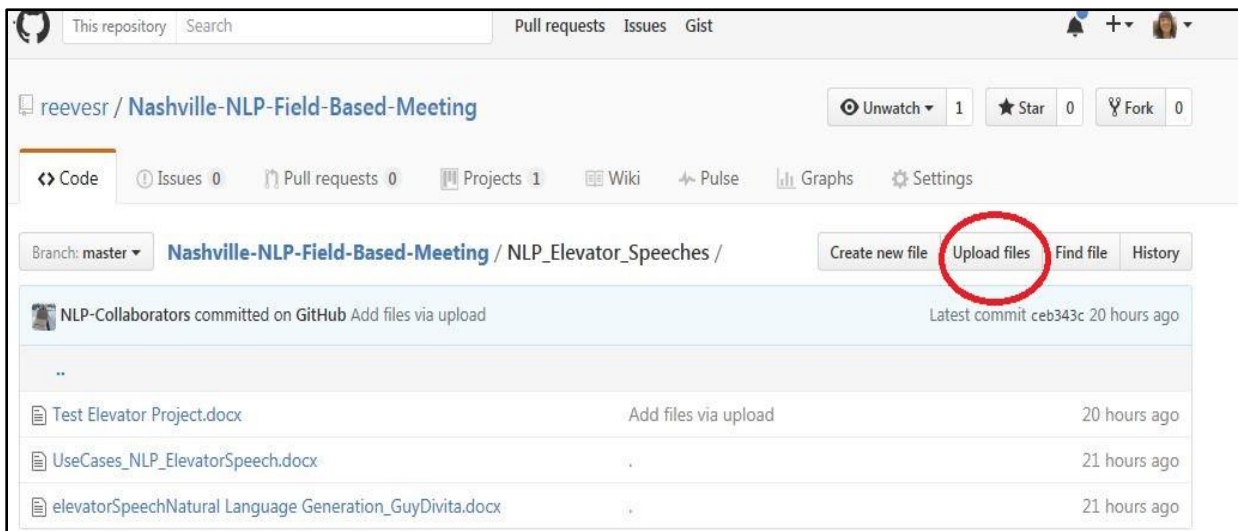 This repository Search Pull requests Issues Gist
reevesr / Nashville-NLP-Field-Based-Meeting Unwatch 1 Star 0 Fork 0
Code Issues 0 Pull requests 0 Projects 1 Wiki Pulse Graphs Settings
Branch: master Nashville-NLP-Field-Based-Meeting / NLP_Elevator_Speeches / Create new file Upload files Find file History
NLP-Collaborators committed on GitHub Add files via upload Latest commit ceb343c 20 hours ago
..
Test Elevator Project.docx Add files via upload 20 hours ago
UseCases_NLP_ElevatorSpeech.docx . 21 hours ago
elevatorSpeechNatural Language Generation_GuyDivita.docx . 21 hours ago